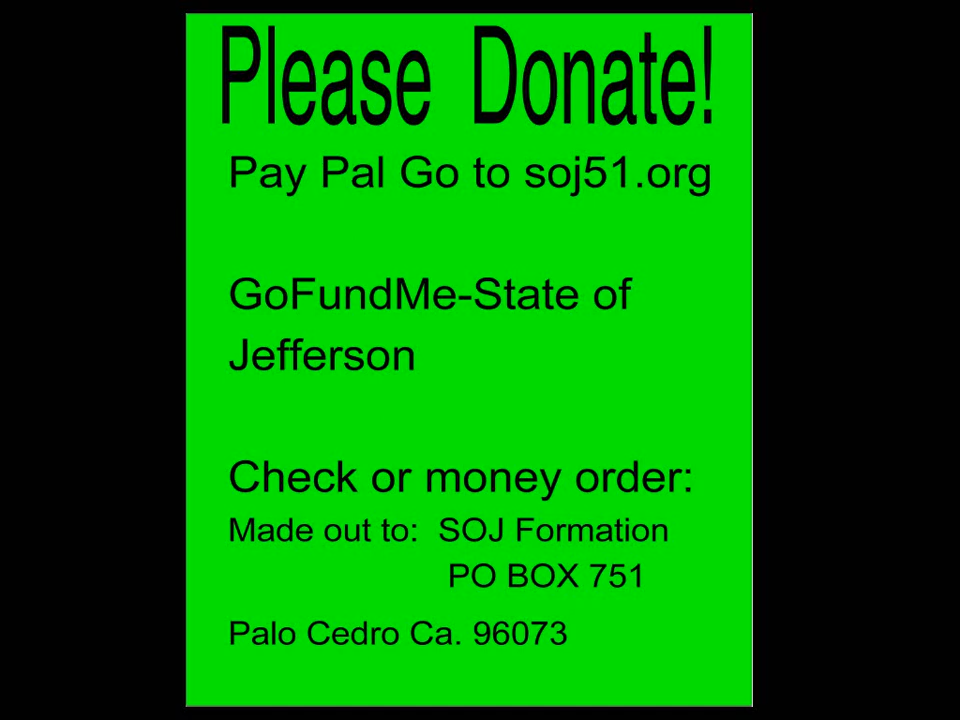 Please Donate!
Pay Pal Go to soj51.org
GoFundMe-State of
Jefferson
Check or money order:
Made out to: SOJ Formation
PO BOX 751
Palo Cedro Ca. 96073